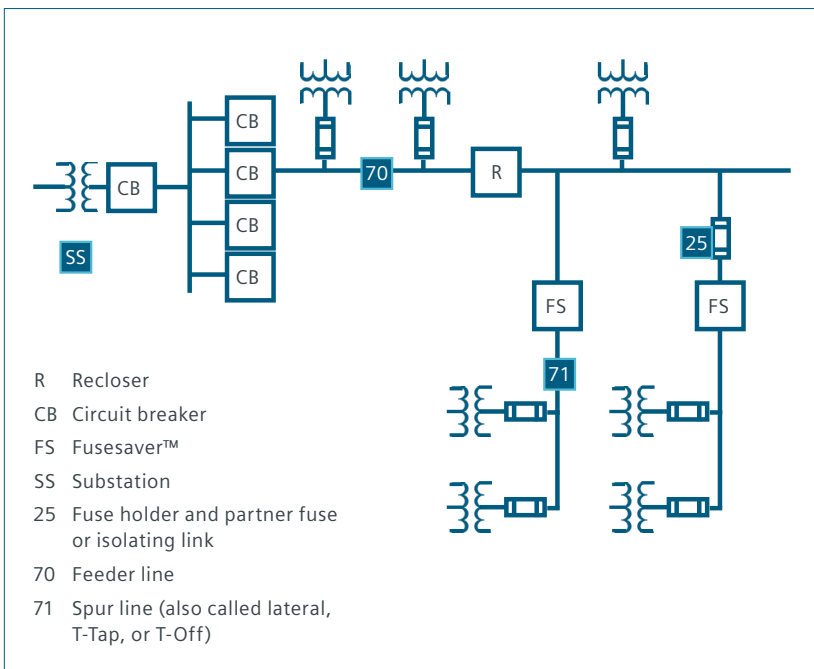 CB
CB
CB
CB
CB
SS
70
R
25
FS
FS
71
R Recloser
CB Circuit breaker
FS Fusesaver™
SS Substation
25 Fuse holder and partner fuse
or isolating link
70 Feeder line
71 Spur line (also called lateral,
T-Tap, or T-Off)